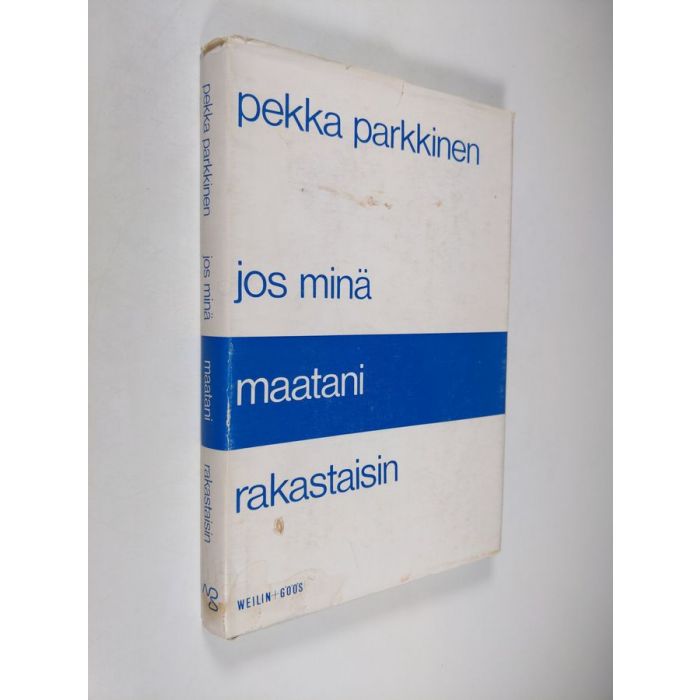 pekka parkkinen
jos minä
maatani
rakastaisin
WEILIN+GÖÖS
pekka parkkinen jos minä maatani rakastaisin